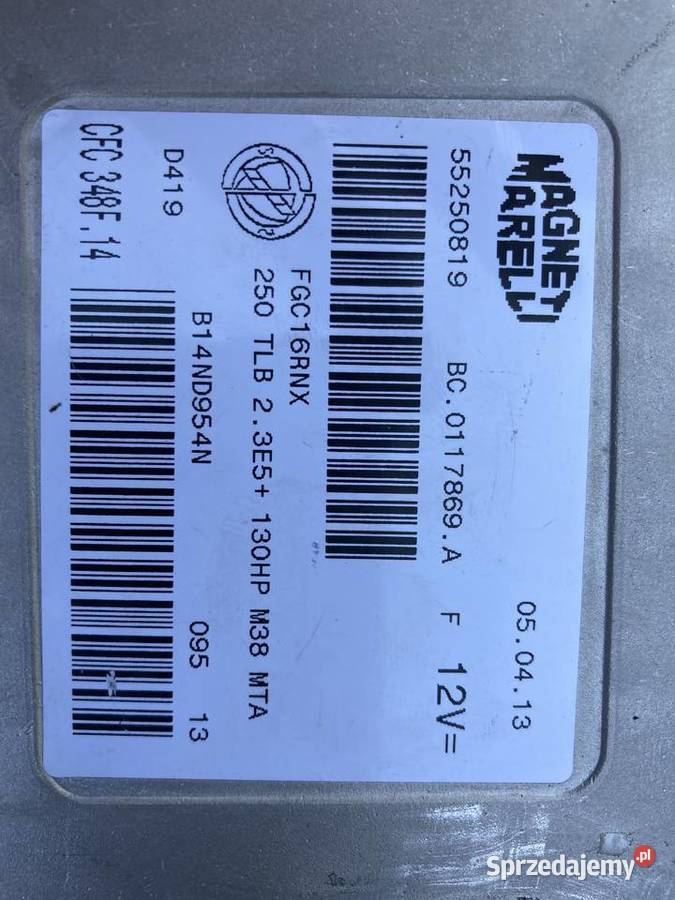 MAGNETI
MARELLI
05.04.13
55250819 BC.0117869.A F 12V=
FGC16RNX
250 TLB 2.3E5+ 130HP M38 MTA
B14ND954N 095 13
D419
CFC 348F.14
Sprzedajemy.pl